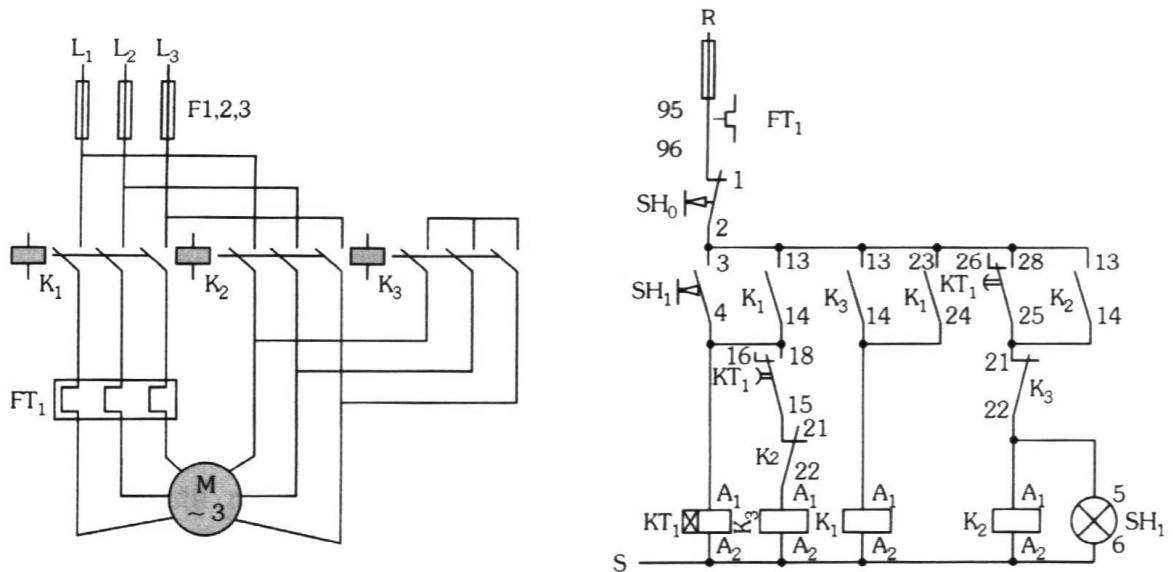 L1 L2 L3
F1,2,3
K1
K2
K3
FT1
M
~ 3
R
95
FT1
96
1
SH0
2
3 13 13 23 26 28 13
SH1 K1 K3 K1 KT1 K2
4 14 14 24 25 14
16 18
KT1
15
21
K3
22
21
K2
22
A1 A1 A1 A1 5
KT1 K3 K1 K2 SH1
A2 A2 A2 A2 6
S